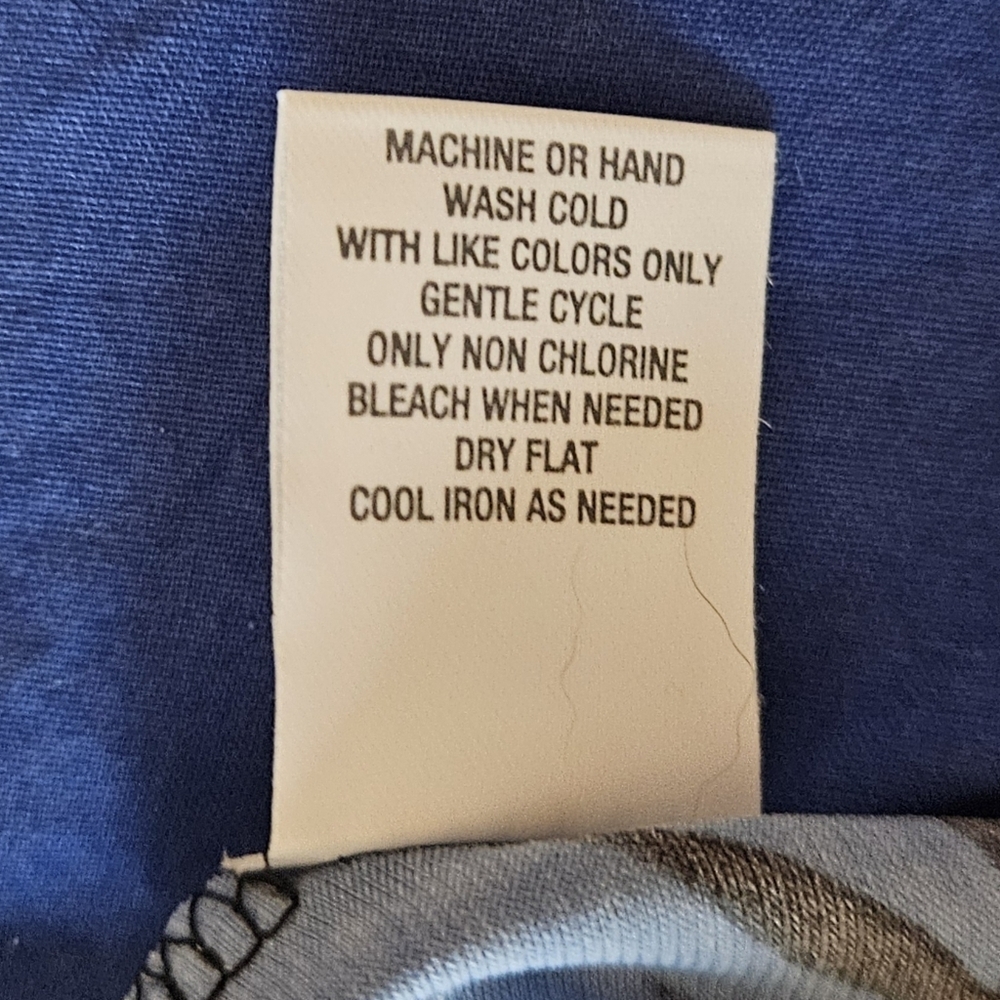 MACHINE OR HAND
WASH COLD
WITH LIKE COLORS ONLY
GENTLE CYCLE
ONLY NON CHLORINE
BLEACH WHEN NEEDED
DRY FLAT
COOL IRON AS NEEDED